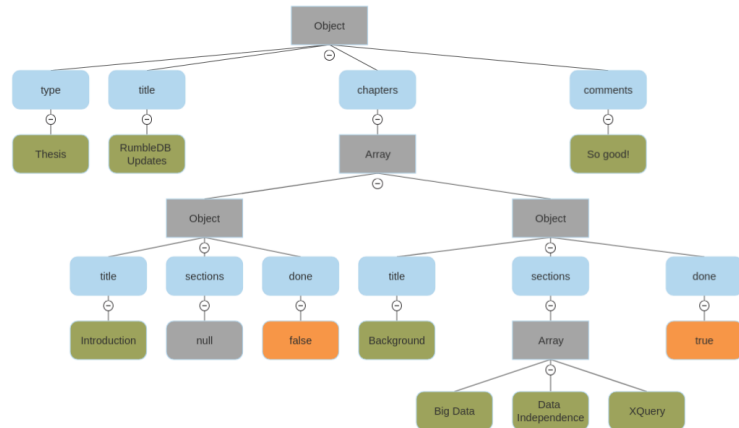 Object
type
title
chapters
comments
Thesis
RumbleDB
Updates
Array
So good!
Object
Object
title
sections
done
title
sections
done
Introduction
null
false
Background
Array
true
Big Data
Data
Independence
XQuery